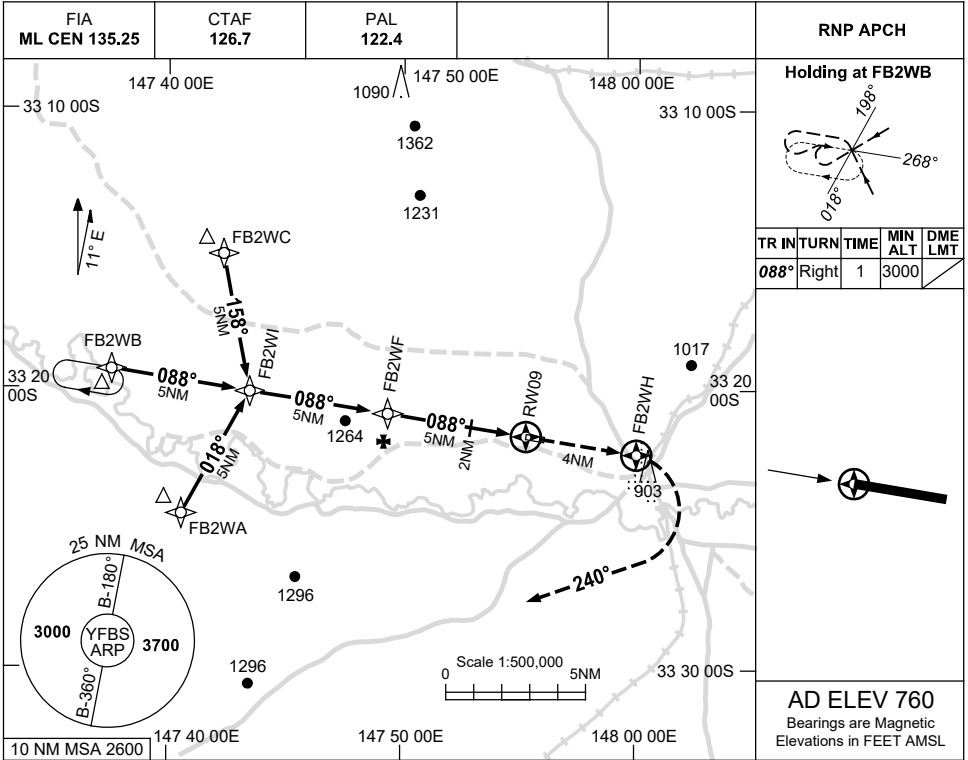 FIA
ML CEN 135.25
CTAF
126.7
PAL
122.4
RNP APCH
147 40 00E
147 50 00E
148 00 00E
33 10 00S
33 10 00S
1090
1362
1231
11° E
FB2WC
158°
5NM
FB2WB
FB2WI
FB2WF
RW09
FB2WH
1017
33 20
00S
33 20
00S
088°
5NM
088°
5NM
088°
5NM
2NM
4NM
1264
018°
5NM
903
FB2WA
240°
1296
1296
25 NM MSA
B-180°
3000
YFBS
ARP
3700
B-360°
10 NM MSA 2600
Scale 1:500,000
0
5NM
33 30 00S
147 40 00E
147 50 00E
148 00 00E
Holding at FB2WB
198°
268°
018°
TR IN TURN TIME MIN ALT DME LMT
088° Right 1 3000
AD ELEV 760
Bearings are Magnetic
Elevations in FEET AMSL